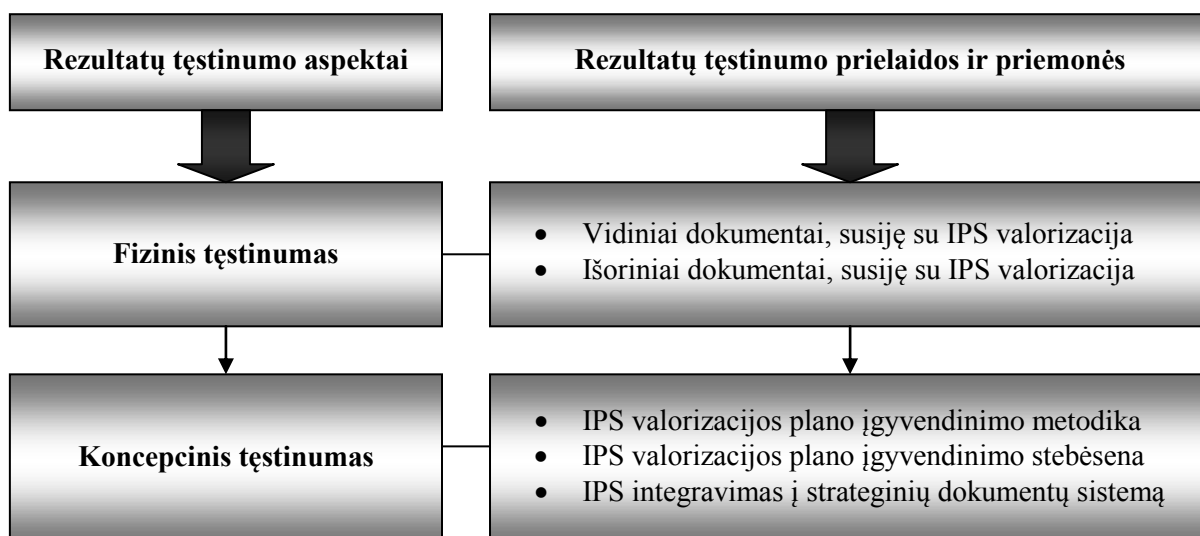 Rezultatų tęstinumo aspektai
Rezultatų tęstinumo prielaidos ir priemonės
Fizinis tęstinumas
• Vidiniai dokumentai, susiję su IPS valorizacija
• Išoriniai dokumentai, susiję su IPS valorizacija
Koncepcinis tęstinumas
• IPS valorizacijos plano įgyvendinimo metodika
• IPS valorizacijos plano įgyvendinimo stebėsena
• IPS integravimas į strateginių dokumentų sistemą